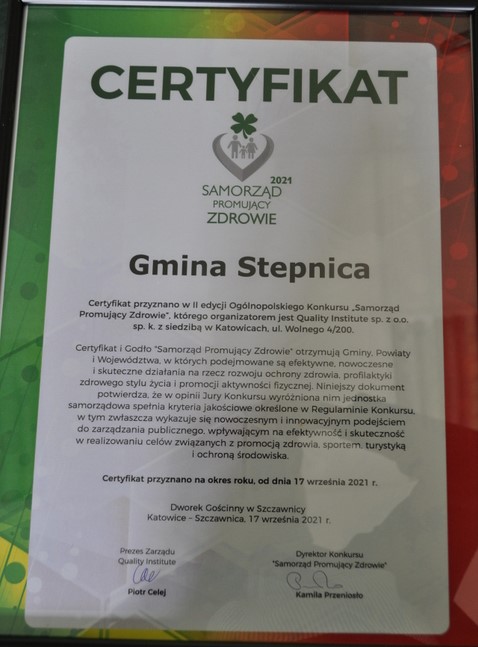 CERTYFIKAT
2021
SAMORZĄD
PROMUJĄCY
ZDROWIE
Gmina Stepnica
Certyfikat przyznano w II edycji Ogólnopolskiego Konkursu „Samorząd
Promujący Zdrowie", którego organizatorem jest Quality Institute sp. z o.o.
sp. k. z siedzibą w Katowicach, ul. Wolnego 4/200.
Certyfikat i Godło "Samorząd Promujący Zdrowie" otrzymują Gminy, Powiaty
i Województwa, w których podejmowane są efektywne, nowoczesne
i skuteczne działania na rzecz rozwoju ochrony zdrowia, profilaktyki
zdrowego stylu życia i promocji aktywności fizycznej. Niniejszy dokument
potwierdza, że w opinii Jury Konkursu wyróżniona nim jednostka
samorządowa spełnia kryteria jakościowe określone w Regulaminie Konkursu,
w tym zwłaszcza wykazuje się nowoczesnym i innowacyjnym podejściem
do zarządzania publicznego, wpływającym na efektywność i skuteczność
w realizowaniu celów związanych z promocją zdrowia, sportem, turystyką
i ochroną środowiska.
Certyfikat przyznano na okres roku, od dnia 17 września 2021 r.
Dworek Gościnny w Szczawnicy
Katowice – Szczawnica, 17 września 2021 r.
Prezes Zarządu
Quality Institute
Piotr Celej
Dyrektor Konkursu
"Samorząd Promujący Zdrowie"
Kamila Przeniosło